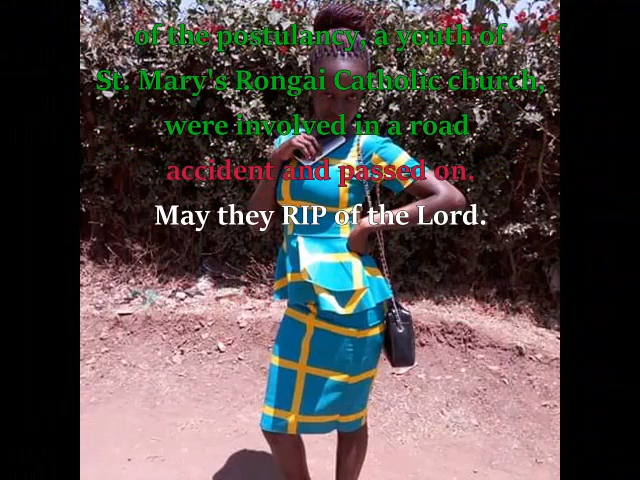 of the postulancy, a youth of
St. Mary's Rongai Catholic church,
were involved in a road
accident and passed on.
May they RIP of the Lord.